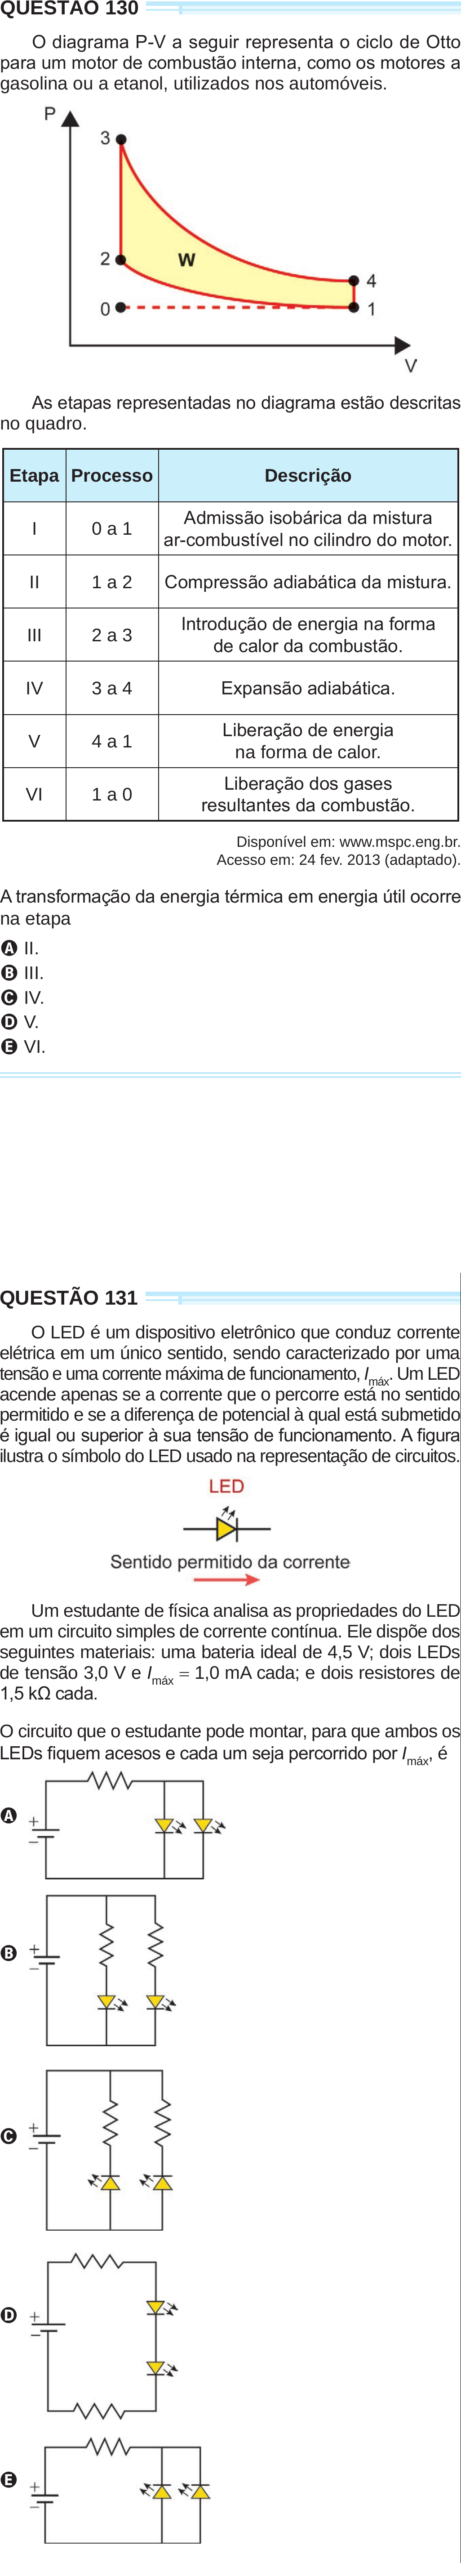 QUESTÃO 130
O diagrama P-V a seguir representa o ciclo de Otto
para um motor de combustão interna, como os motores a
gasolina ou a etanol, utilizados nos automóveis.
P
3
2
W
4
0
1
V
As etapas representadas no diagrama estão descritas
no quadro.
Etapa Processo Descrição
I 0 a 1 Admissão isobárica da mistura
ar-combustível no cilindro do motor.
II 1 a 2 Compressão adiabática da mistura.
III 2 a 3 Introdução de energia na forma
de calor da combustão.
IV 3 a 4 Expansão adiabática.
V 4 a 1 Liberação de energia
na forma de calor.
VI 1 a 0 Liberação dos gases
resultantes da combustão.
Disponível em: www.mspc.eng.br.
Acesso em: 24 fev. 2013 (adaptado).
A transformação da energia térmica em energia útil ocorre
na etapa
A II.
B III.
C IV.
D V.
E VI.
QUESTÃO 131
O LED é um dispositivo eletrônico que conduz corrente
elétrica em um único sentido, sendo caracterizado por uma
tensão e uma corrente máxima de funcionamento, Imáx. Um LED
acende apenas se a corrente que o percorre está no sentido
permitido e se a diferença de potencial à qual está submetido
é igual ou superior à sua tensão de funcionamento. A figura
ilustra o símbolo do LED usado na representação de circuitos.
LED
Sentido permitido da corrente
Um estudante de física analisa as propriedades do LED
em um circuito simples de corrente contínua. Ele dispõe dos
seguintes materiais: uma bateria ideal de 4,5 V; dois LEDs
de tensão 3,0 V e Imáx = 1,0 mA cada; e dois resistores de
1,5 kΩ cada.
O circuito que o estudante pode montar, para que ambos os
LEDs fiquem acesos e cada um seja percorrido por Imáx, é
A
+
−
B
+
−
C
+
−
D
+
−
E
+
−